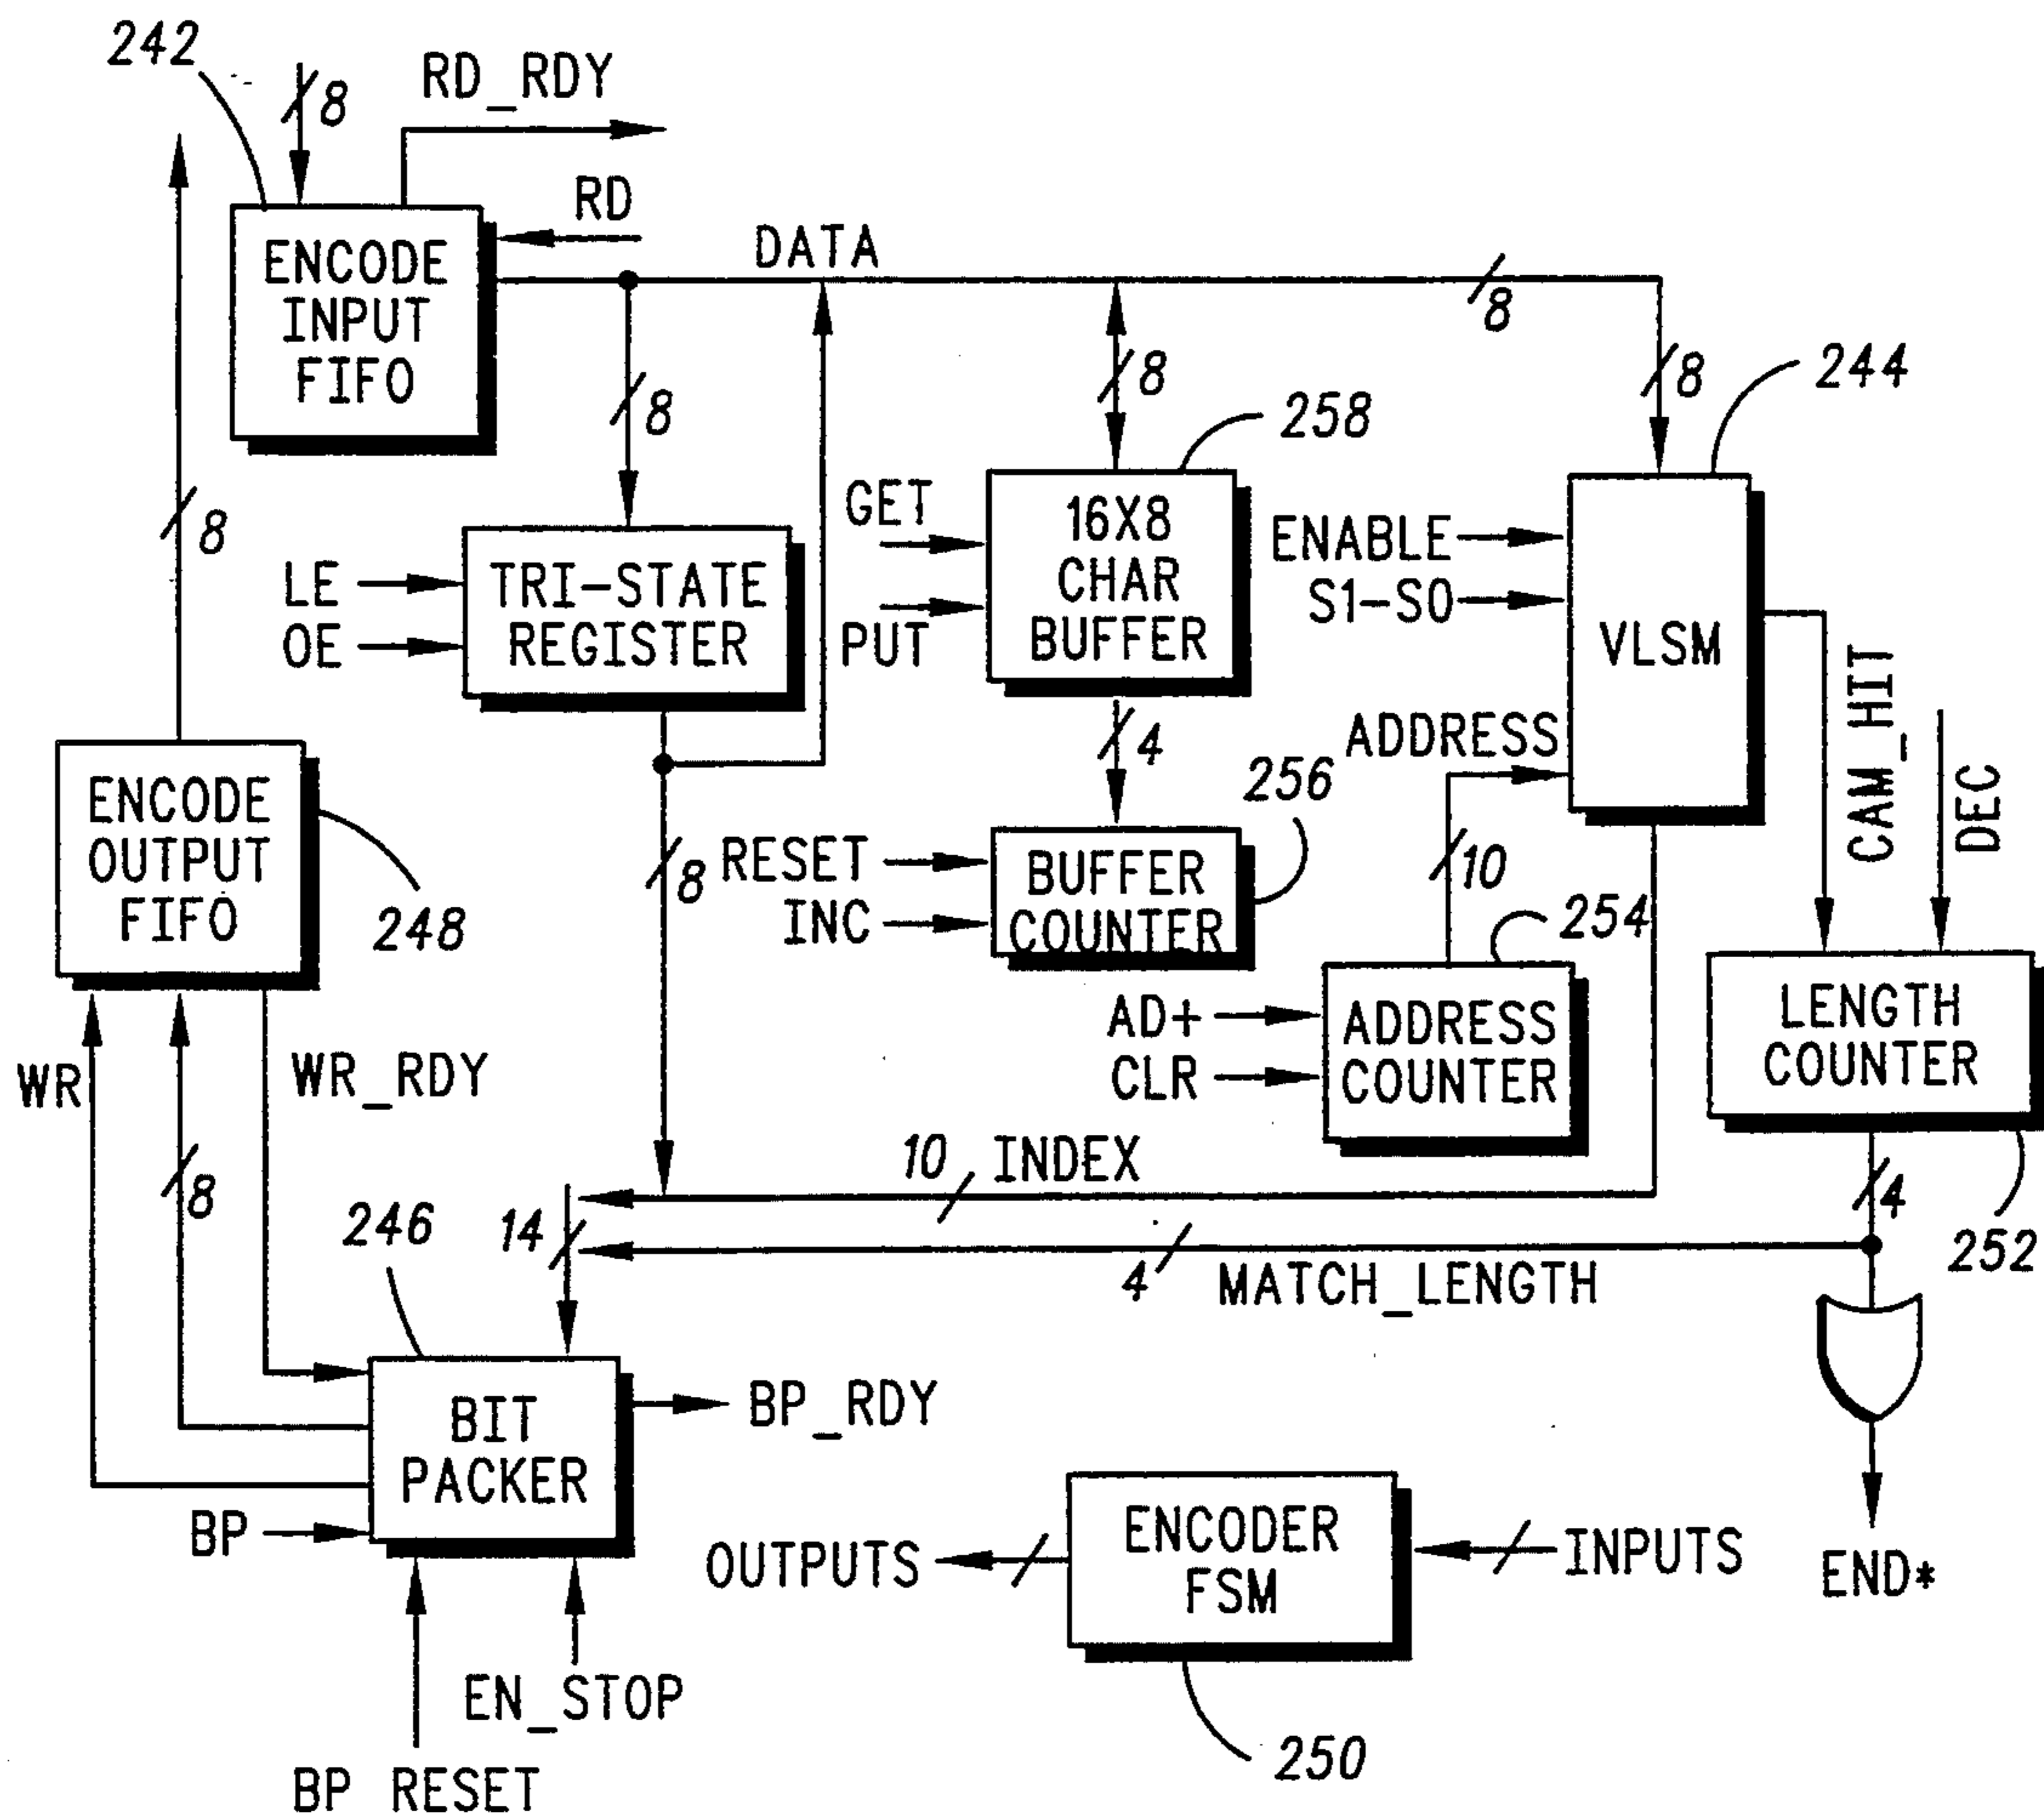 242
8
RD_RDY
RD
DATA
ENCODE
INPUT
FIFO
8
8
8
8
8
244
258
GET
PUT
16X8
CHAR
BUFFER
ENABLE
S1-S0
VLSM
LE
OE
TRI-STATE
REGISTER
4
ADDRESS
256
CAM_HIT
DEC
ENCODE
OUTPUT
FIFO
248
8
RESET
INC
BUFFER
COUNTER
10
254
AD+
CLR
ADDRESS
COUNTER
LENGTH
COUNTER
WR
WR_RDY
8
10
INDEX
4
252
246
14
4
MATCH_LENGTH
BIT
PACKER
BP_RDY
BP
OUTPUTS
ENCODER
FSM
INPUTS
END*
EN_STOP
250
BP RESET